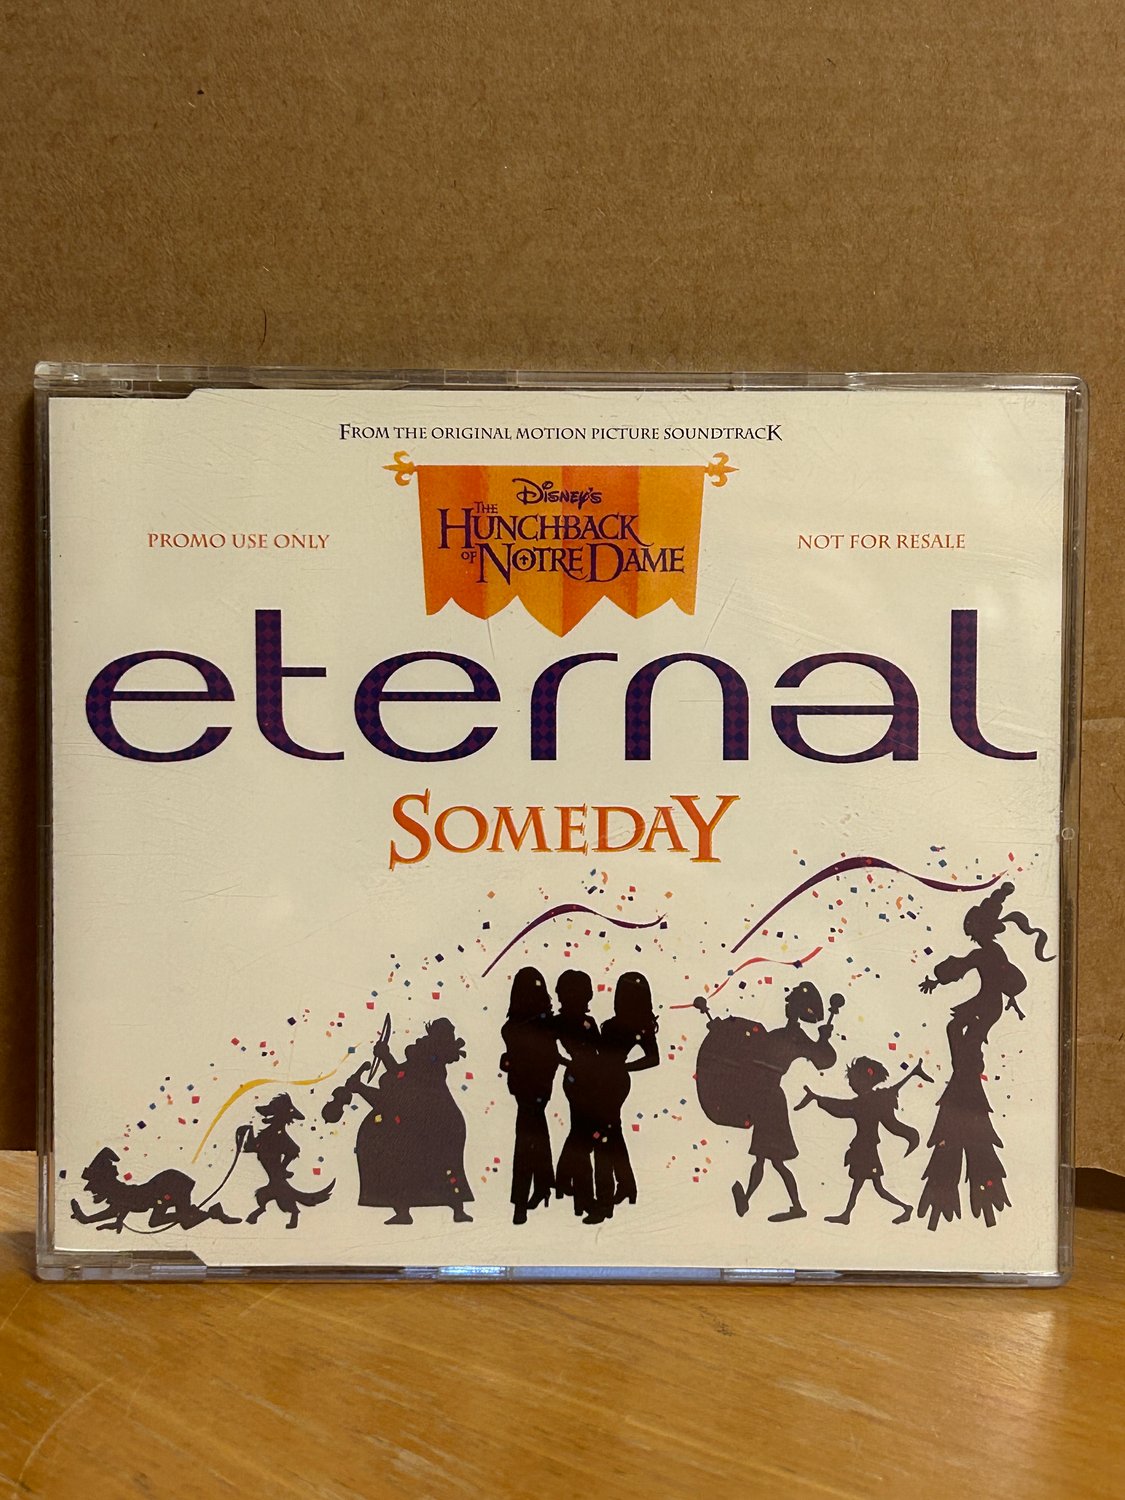 FROM THE ORIGINAL MOTION PICTURE SOUNDTRACK
DISNEY'S
THE
HUNCHBACK
OF NOTRE DAME
PROMO USE ONLY
NOT FOR RESALE
eternal
SOMEDAY